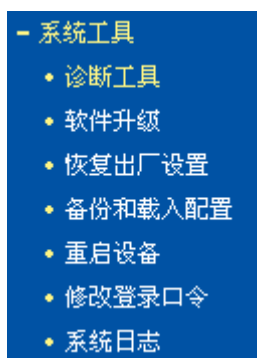 - 系统工具
• 诊断工具
• 软件升级
• 恢复出厂设置
• 备份和载入配置
• 重启设备
• 修改登录口令
• 系统日志